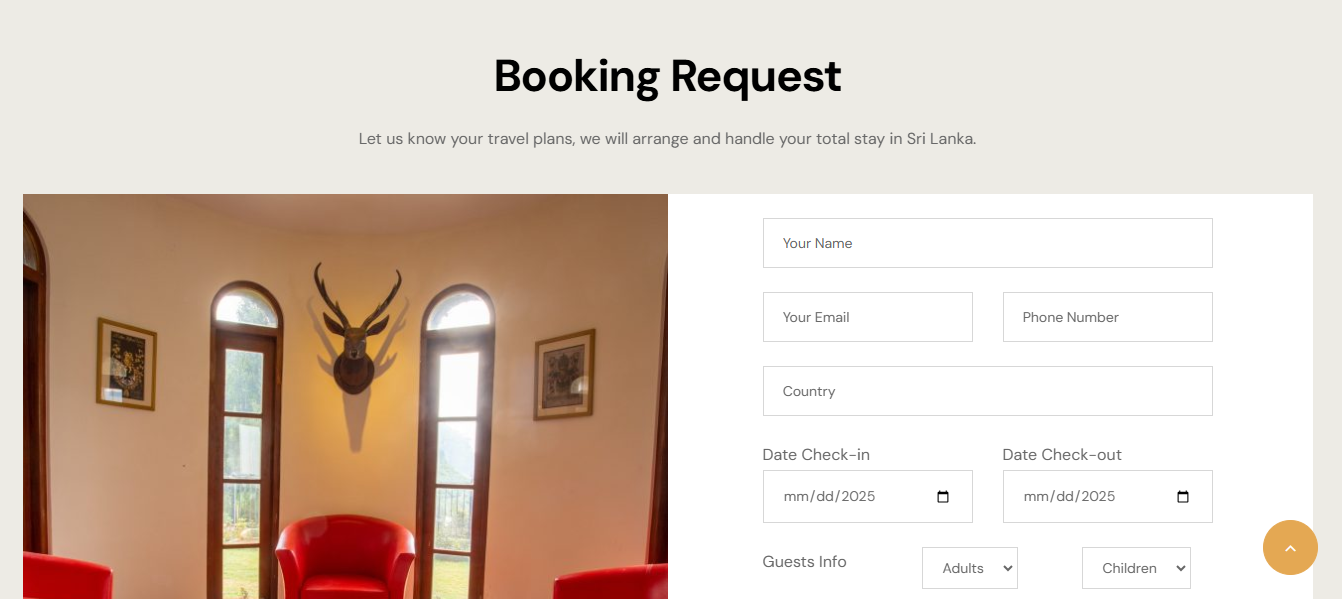 Booking Request
Let us know your travel plans, we will arrange and handle your total stay in Sri Lanka.
Your Name
Your Email
Phone Number
Country
Date Check-in
Date Check-out
mm/dd/2025
mm/dd/2025
Guests Info
Adults
Children